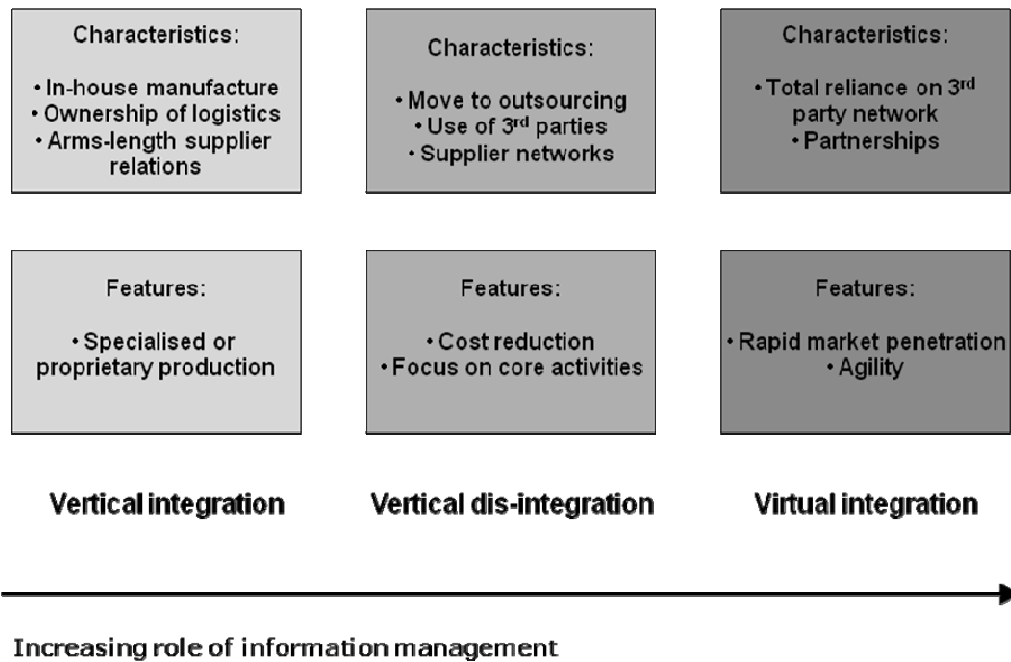 Characteristics:
• In-house manufacture
• Ownership of logistics
• Arms-length supplier
relations
Characteristics:
• Move to outsourcing
• Use of 3rd parties
• Supplier networks
Characteristics:
• Total reliance on 3rd
party network
• Partnerships
Features:
• Specialised or
proprietary production
Features:
• Cost reduction
• Focus on core activities
Features:
• Rapid market penetration
• Agility
Vertical integration
Vertical dis-integration
Virtual integration
Increasing role of information management